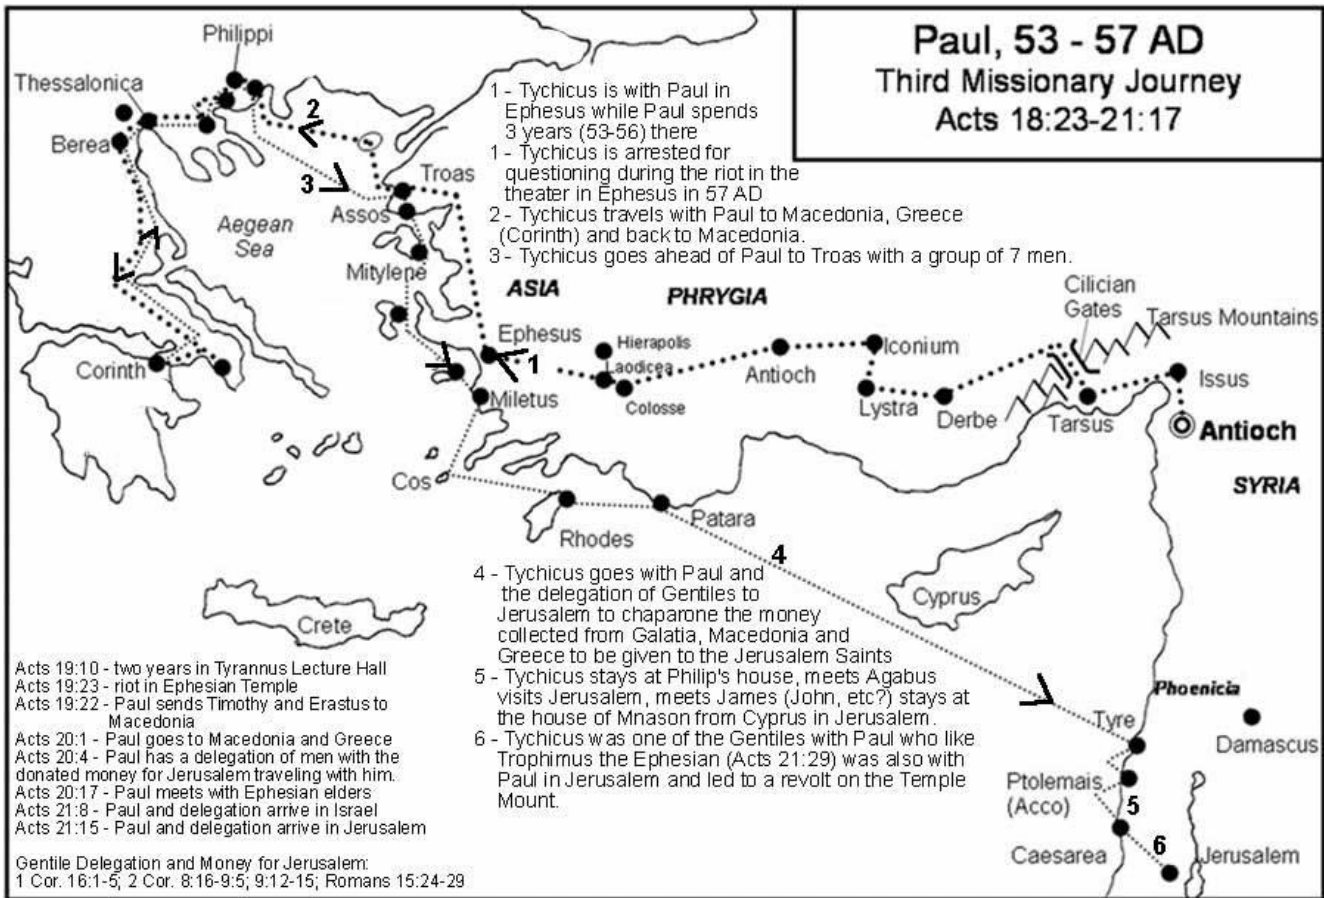 Paul, 53 - 57 AD
Third Missionary Journey
Acts 18:23-21:17
Philippi
Thessalonica
Berea
2
3
Troas
Assos
Aegean
Sea
Mitylene
1 - Tychicus is with Paul in
Ephesus while Paul spends
3 years (53-56) there
1 - Tychicus is arrested for
questioning during the riot in the
theater in Ephesus in 57 AD
2 - Tychicus travels with Paul to Macedonia, Greece
(Corinth) and back to Macedonia.
3 - Tychicus goes ahead of Paul to Troas with a group of 7 men.
ASIA
PHRYGIA
Cilician
Gates
Tarsus Mountains
Ephesus
1
Hierapolis
Laodicea
Colosse
Antioch
Iconium
Lystra
Derbe
Tarsus
Issus
Antioch
SYRIA
Corinth
Miletus
Cos
Rhodes
Patara
4
Cyprus
Crete
4 - Tychicus goes with Paul and
the delegation of Gentiles to
Jerusalem to chaparone the money
collected from Galatia, Macedonia and
Greece to be given to the Jerusalem Saints
5 - Tychicus stays at Philip's house, meets Agabus
visits Jerusalem, meets James (John, etc?) stays at
the house of Mnason from Cyprus in Jerusalem.
6 - Tychicus was one of the Gentiles with Paul who like
Trophimus the Ephesian (Acts 21:29) was also with
Paul in Jerusalem and led to a revolt on the Temple
Mount.
Phoenicia
Tyre
Damascus
Ptolemais
(Acco)
5
6
Caesarea
Jerusalem
Acts 19:10 - two years in Tyrannus Lecture Hall
Acts 19:23 - riot in Ephesian Temple
Acts 19:22 - Paul sends Timothy and Erastus to
Macedonia
Acts 20:1 - Paul goes to Macedonia and Greece
Acts 20:4 - Paul has a delegation of men with the
donated money for Jerusalem traveling with him.
Acts 20:17 - Paul meets with Ephesian elders
Acts 21:8 - Paul and delegation arrive in Israel
Acts 21:15 - Paul and delegation arrive in Jerusalem
Gentile Delegation and Money for Jerusalem:
1 Cor. 16:1-5; 2 Cor. 8:16-9:5; 9:12-15; Romans 15:24-29